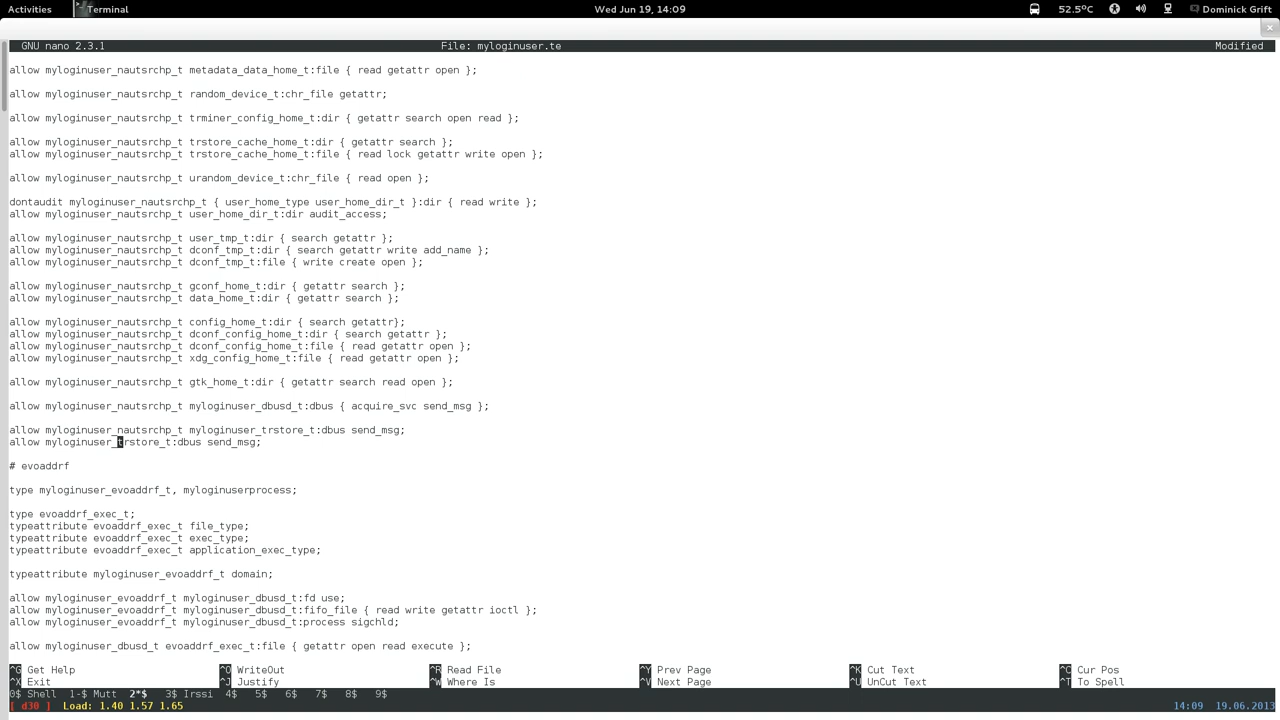 Activities Terminal Wed Jun 19, 14:09 52.5°C Dominick Grift
GNU nano 2.3.1 File: myloginuser.te Modified
allow myloginuser_nautsrchp_t metadata_data_home_t:file { read getattr open };
allow myloginuser_nautsrchp_t random_device_t:chr_file getattr;
allow myloginuser_nautsrchp_t trminer_config_home_t:dir { getattr search open read };
allow myloginuser_nautsrchp_t trstore_cache_home_t:dir { getattr search };
allow myloginuser_nautsrchp_t trstore_cache_home_t:file { read lock getattr write open };
allow myloginuser_nautsrchp_t urandom_device_t:chr_file { read open };
dontaudit myloginuser_nautsrchp_t { user_home_type user_home_dir_t }:dir { read write };
allow myloginuser_nautsrchp_t user_home_dir_t:dir audit_access;
allow myloginuser_nautsrchp_t user_tmp_t:dir { search getattr };
allow myloginuser_nautsrchp_t dconf_tmp_t:dir { search getattr write add_name };
allow myloginuser_nautsrchp_t dconf_tmp_t:file { write create open };
allow myloginuser_nautsrchp_t gconf_home_t:dir { getattr search };
allow myloginuser_nautsrchp_t data_home_t:dir { getattr search };
allow myloginuser_nautsrchp_t config_home_t:dir { search getattr};
allow myloginuser_nautsrchp_t dconf_config_home_t:dir { search getattr };
allow myloginuser_nautsrchp_t dconf_config_home_t:file { read getattr open };
allow myloginuser_nautsrchp_t xdg_config_home_t:file { read getattr open };
allow myloginuser_nautsrchp_t gtk_home_t:dir { getattr search read open };
allow myloginuser_nautsrchp_t myloginuser_dbusd_t:dbus { acquire_svc send_msg };
allow myloginuser_nautsrchp_t myloginuser_trstore_t:dbus send_msg;
allow myloginuser_trstore_t:dbus send_msg;
# evoaddrf
type myloginuser_evoaddrf_t, myloginuserprocess;
type evoaddrf_exec_t;
typeattribute evoaddrf_exec_t file_type;
typeattribute evoaddrf_exec_t exec_type;
typeattribute evoaddrf_exec_t application_exec_type;
typeattribute myloginuser_evoaddrf_t domain;
allow myloginuser_evoaddrf_t myloginuser_dbusd_t:fd use;
allow myloginuser_evoaddrf_t myloginuser_dbusd_t:fifo_file { read write getattr ioctl };
allow myloginuser_evoaddrf_t myloginuser_dbusd_t:process sigchld;
allow myloginuser_dbusd_t evoaddrf_exec_t:file { getattr open read execute };
^G Get Help ^O WriteOut ^R Read File ^Y Prev Page ^K Cut Text ^C Cur Pos
^X Exit ^J Justify ^W Where Is ^V Next Page ^U UnCut Text ^T To Spell
0$ Shell 1-$ Mutt 2*$ 3$ Irssi 4$ 5$ 6$ 7$ 8$ 9$
[ d30 ] Load: 1.40 1.57 1.65 14:09 19.06.2013